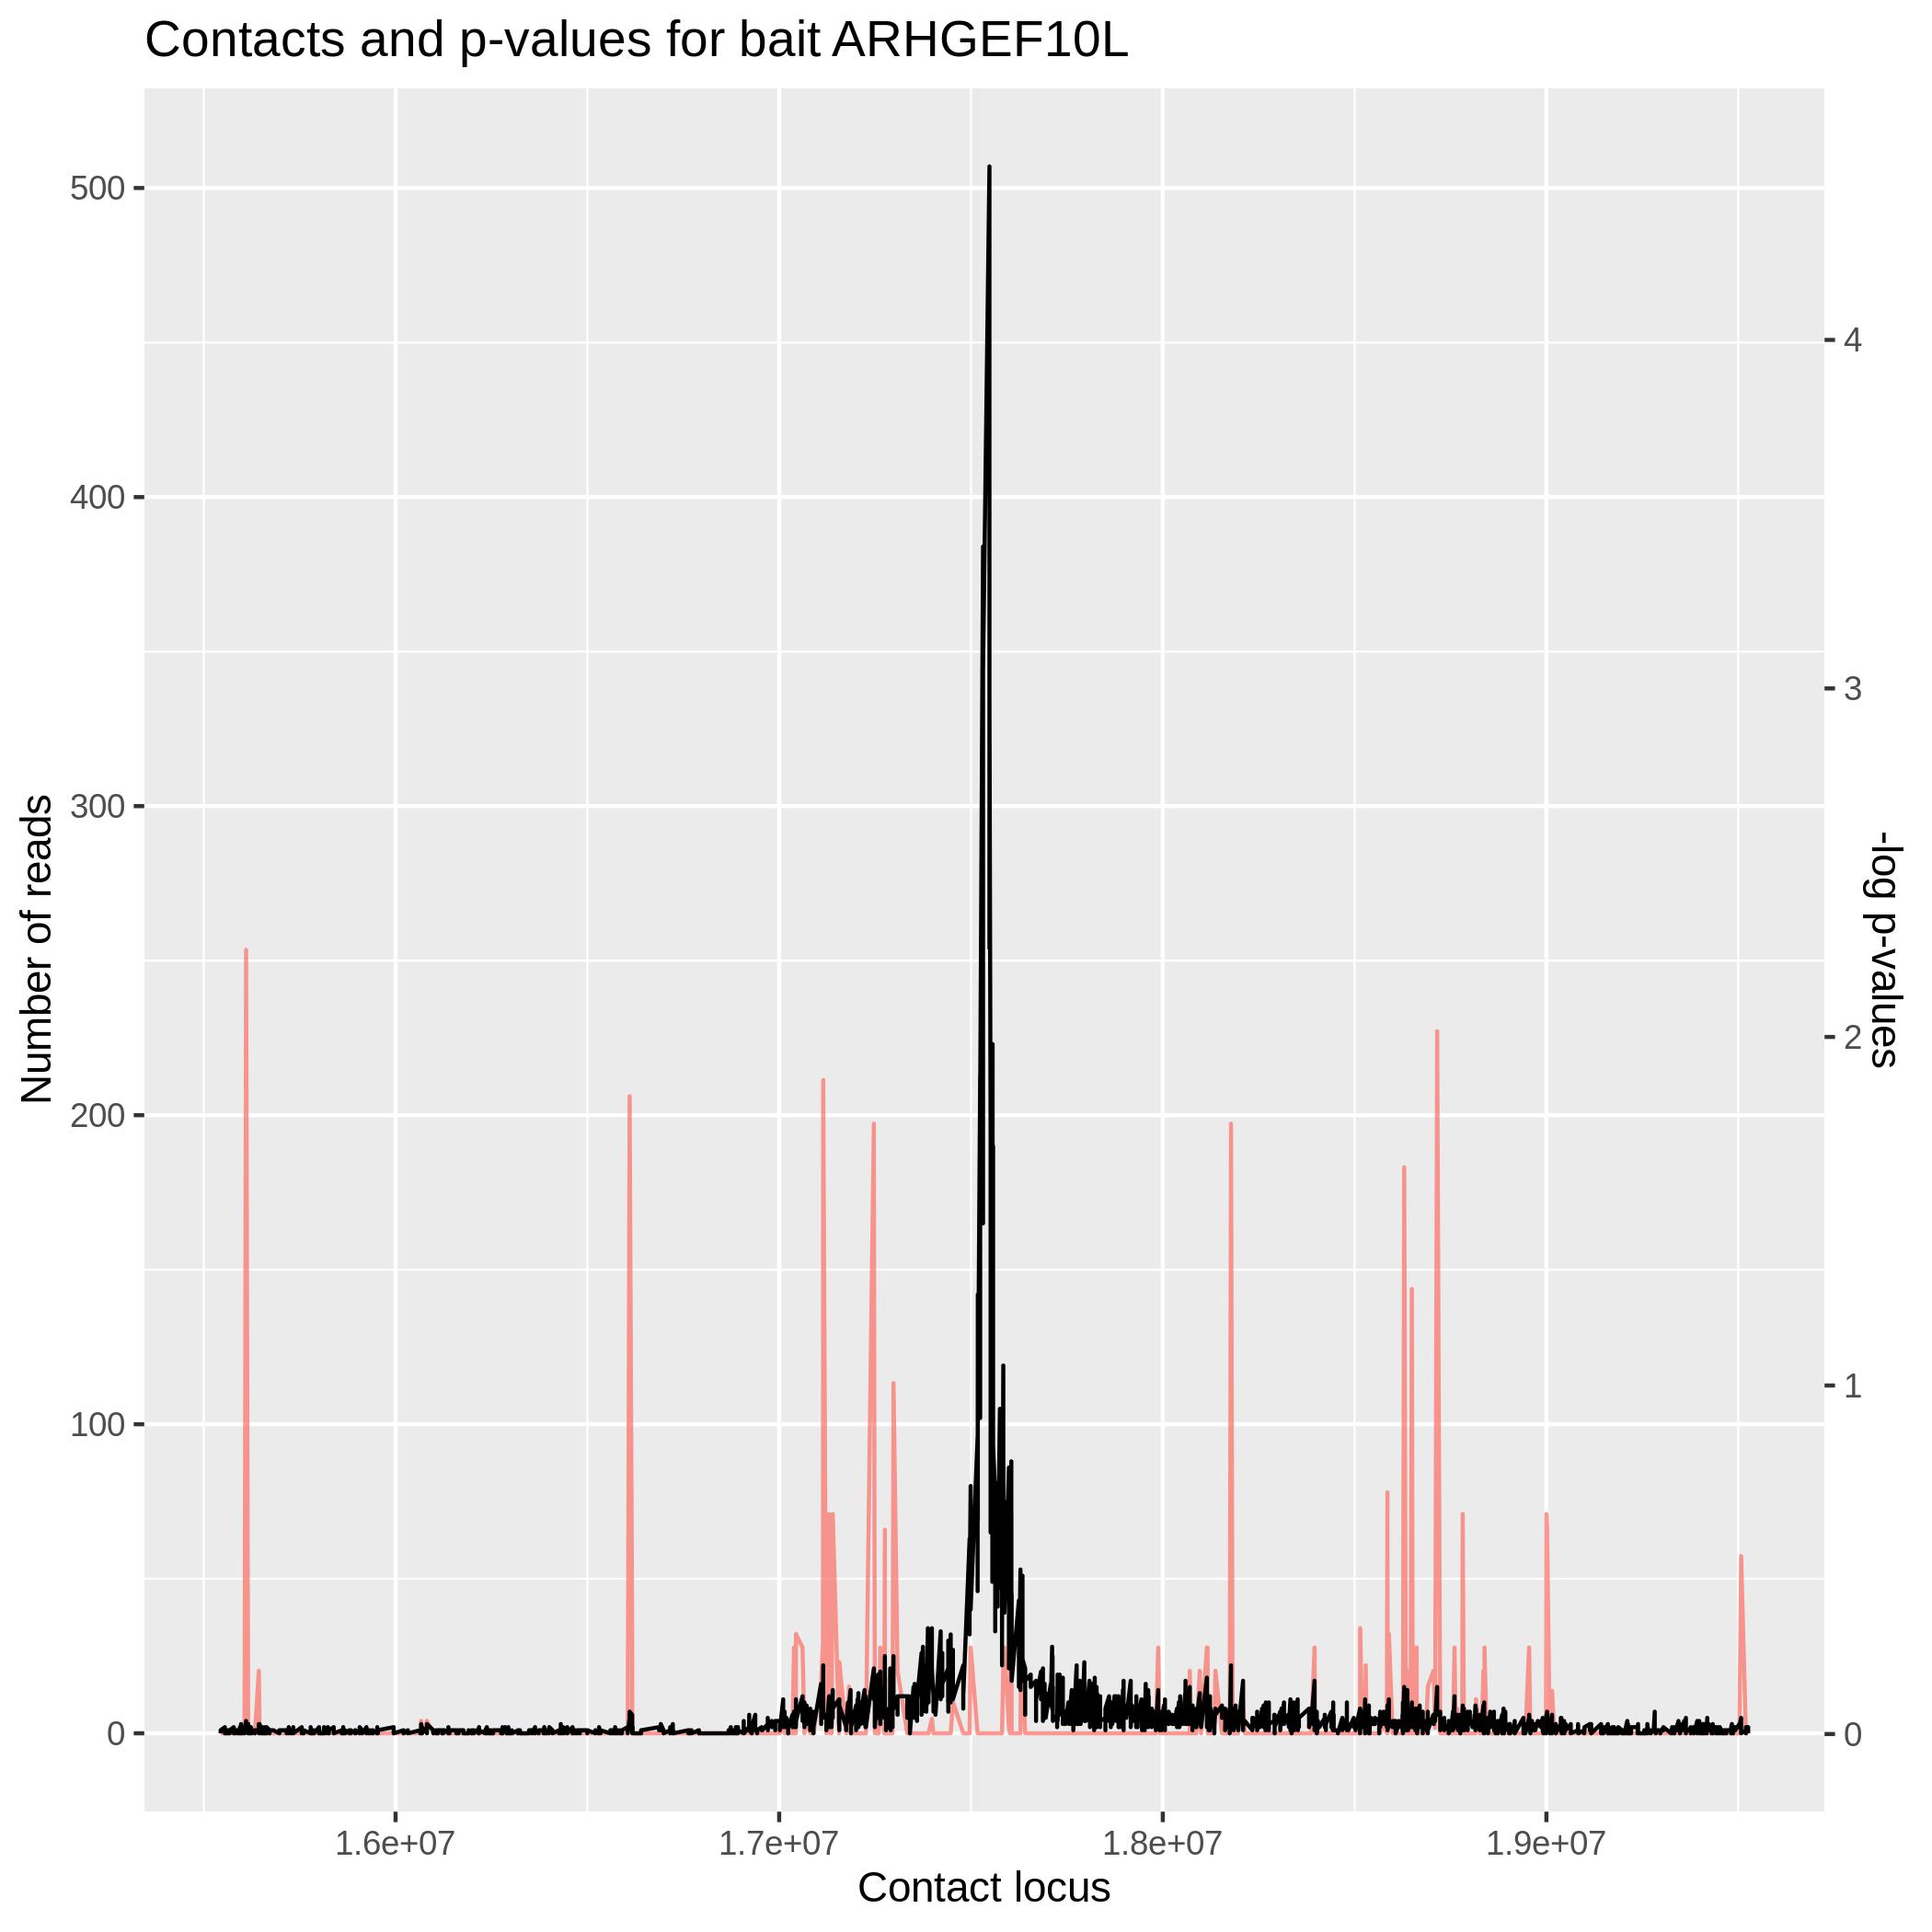 Contacts and p-values for bait ARHGEF10L
Number of reads
500
400
300
200
100
0
4
3
2
1
0
-log p-values
1.6e+07
1.7e+07
1.8e+07
1.9e+07
Contact locus